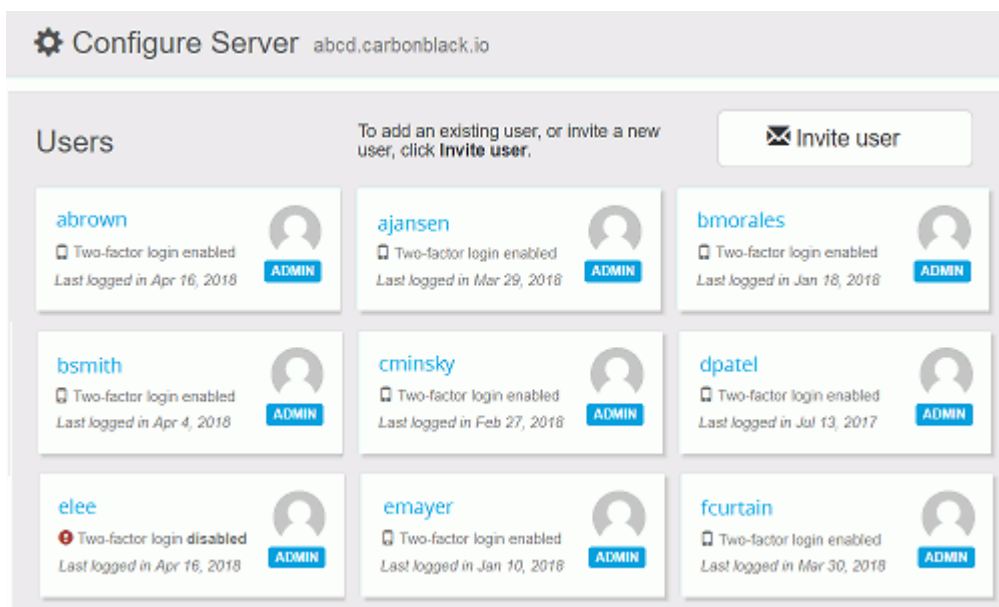 Configure Server abcd.carbonblack.io
Users
To add an existing user, or invite a new
user, click Invite user.
Invite user
abrown
Two-factor login enabled
Last logged in Apr 16, 2018
ADMIN
ajansen
Two-factor login enabled
Last logged in Mar 29, 2018
ADMIN
bmorales
Two-factor login enabled
Last logged in Jan 18, 2018
ADMIN
bsmith
Two-factor login enabled
Last logged in Apr 4, 2018
ADMIN
cminsky
Two-factor login enabled
Last logged in Feb 27, 2018
ADMIN
dpatel
Two-factor login enabled
Last logged in Jul 13, 2017
ADMIN
elee
Two-factor login disabled
Last logged in Apr 16, 2018
ADMIN
emayer
Two-factor login enabled
Last logged in Jan 10, 2018
ADMIN
fcurtain
Two-factor login enabled
Last logged in Mar 30, 2018
ADMIN